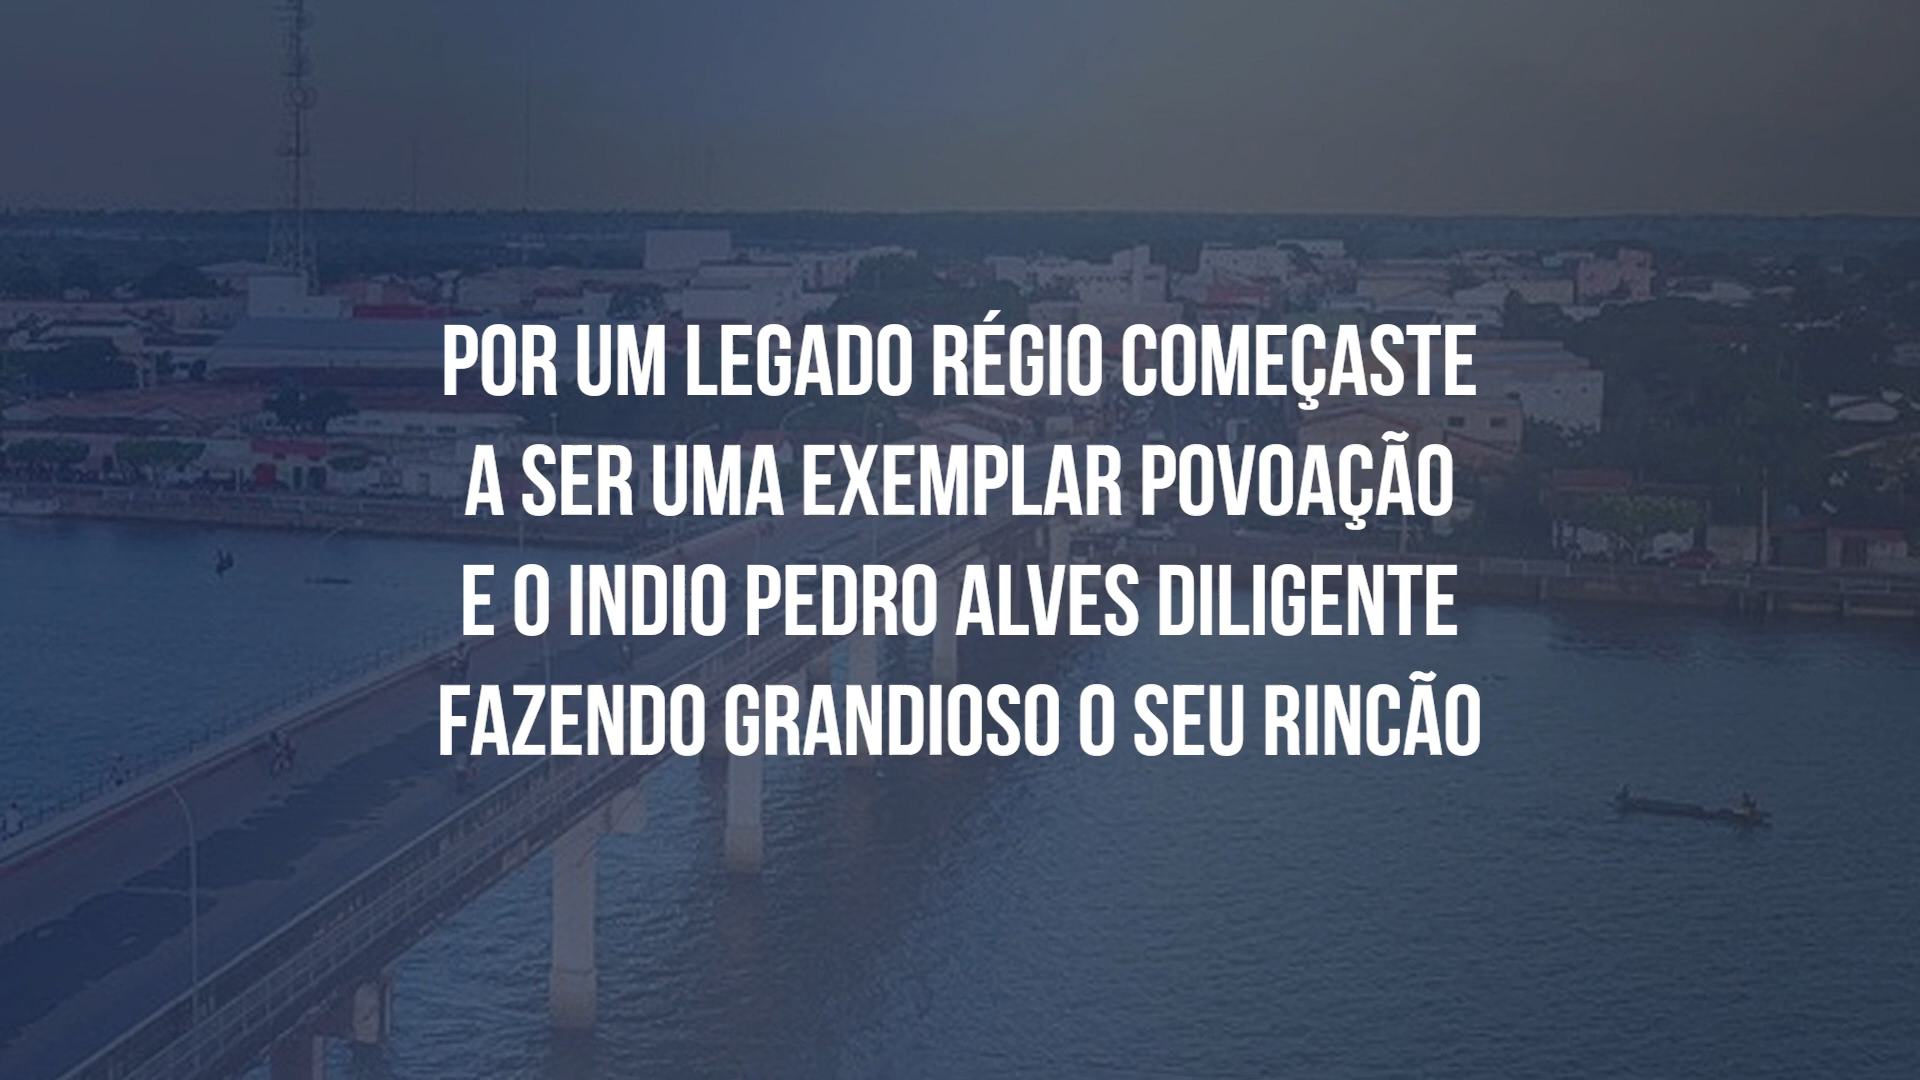 POR UM LEGADO RÉGIO COMEÇASTE
A SER UMA EXEMPLAR POVOAÇÃO
E O INDIO PEDRO ALVES DILIGENTE
FAZENDO GRANDIOSO O SEU RINCÃO